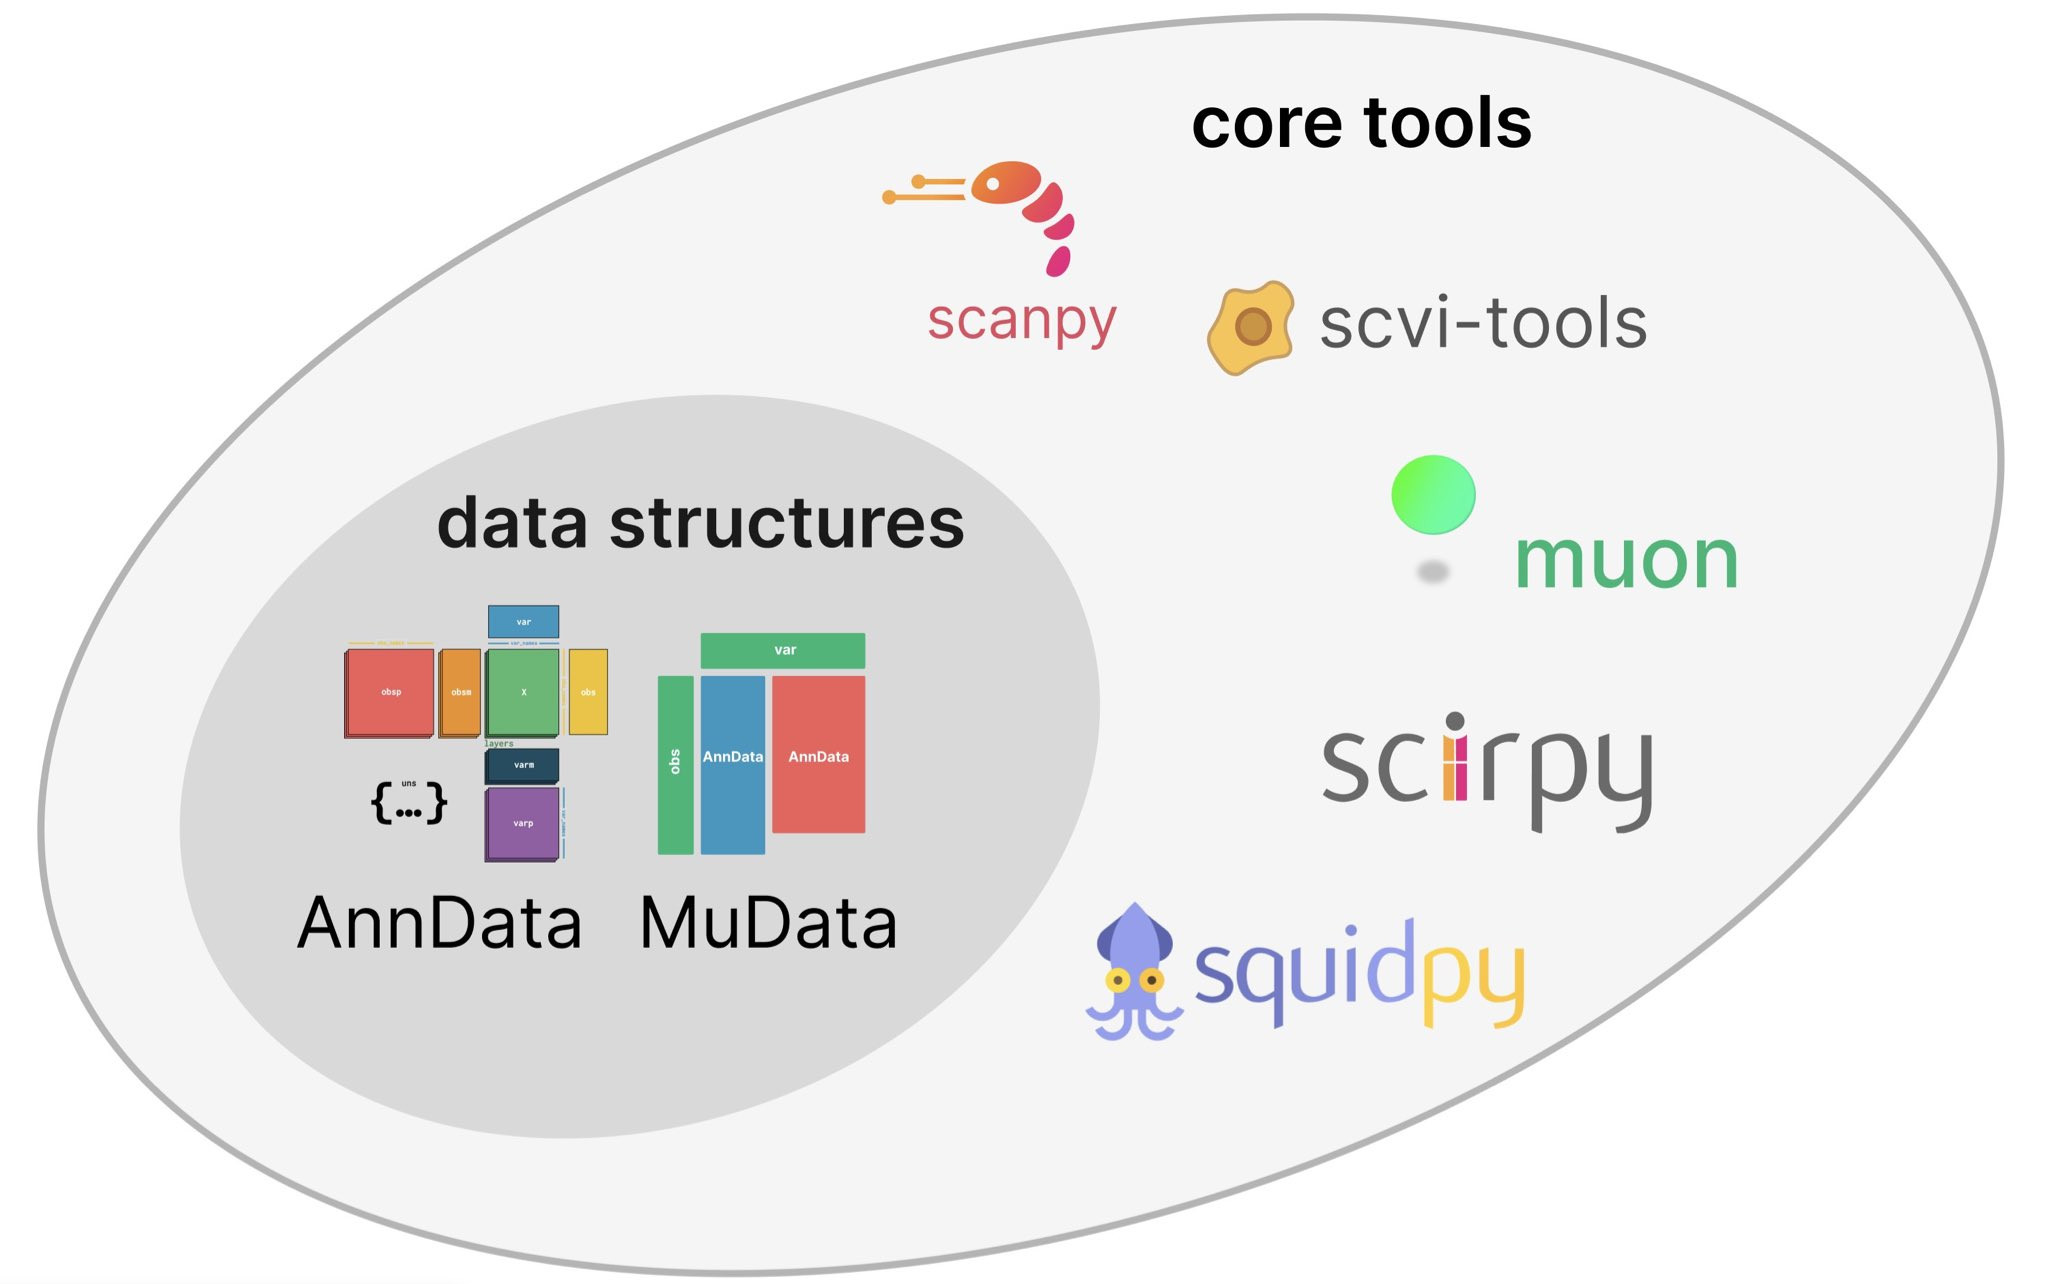 core tools
scanpy
scvi-tools
muon
scirpy
squidpy
data structures
var
var_names
obsp
obsm
X
obs
layers
varm
uns
{...}
varp
AnnData
var
obs
AnnData
AnnData
MuData